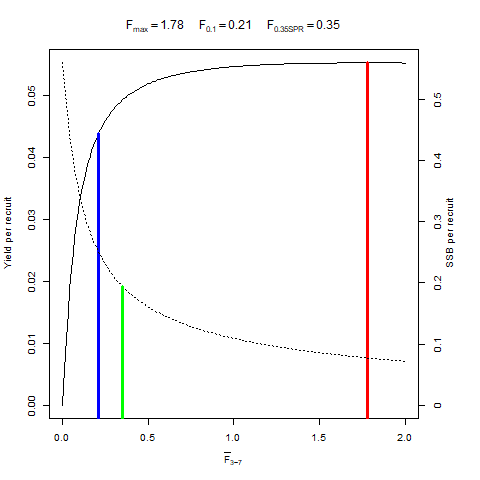 Fmax = 1.78 F0.1 = 0.21 F0.35SPR = 0.35
Yield per recruit
0.00
0.01
0.02
0.03
0.04
0.05
SSB per recruit
0
0.1
0.2
0.3
0.4
0.5
0.0 0.5 1.0 1.5 2.0
F̅3−7